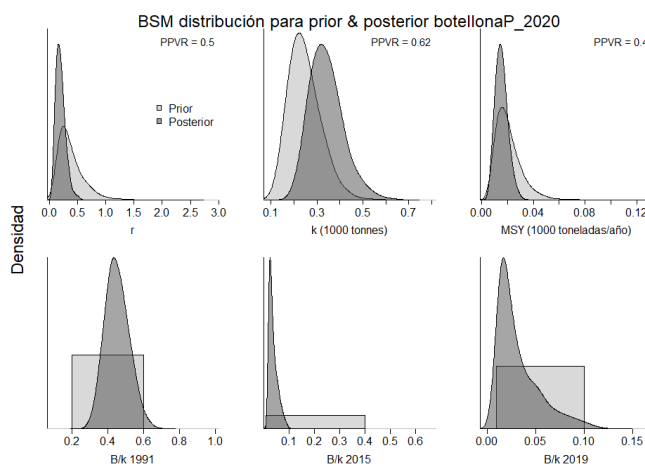 BSM distribución para prior & posterior botellonaP_2020
PPVR = 0.5
PPVR = 0.62
PPVR = 0.4
Prior
Posterior
0.0 0.5 1.0 1.5 2.0 2.5 3.0
0.1 0.3 0.5 0.7
0.00 0.04 0.08 0.12
r
k (1000 tonnes)
MSY (1000 toneladas/año)
Densidad
0.2 0.4 0.6 0.8 1.0
0.1 0.2 0.3 0.4 0.5 0.6
0.00 0.05 0.10 0.15
B/k 1991
B/k 2015
B/k 2019